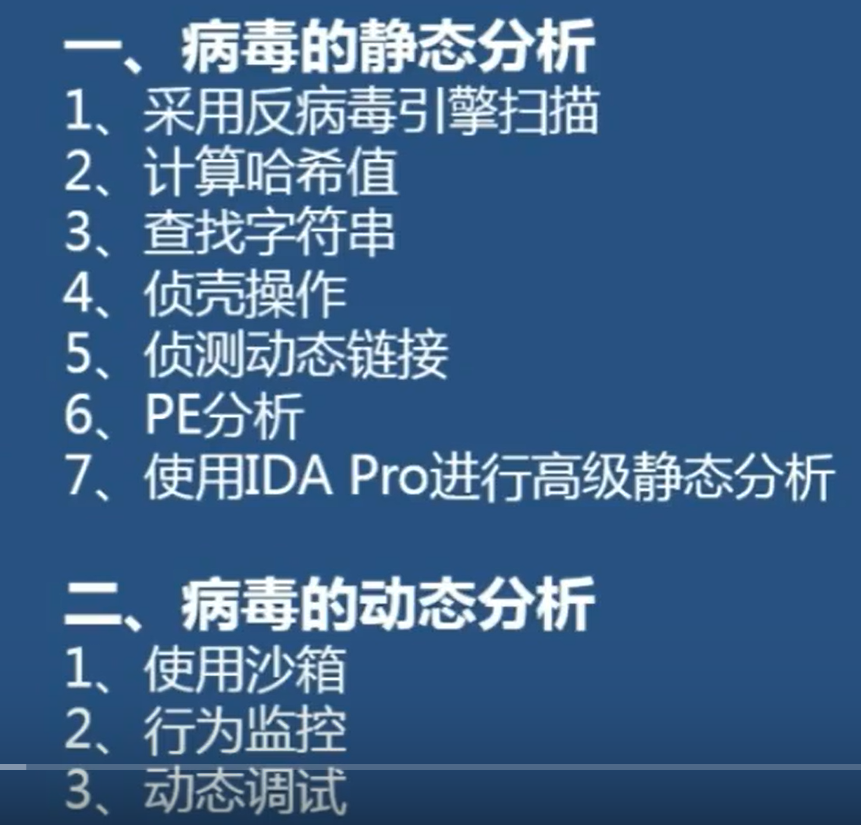 一、病毒的静态分析
1、采用反病毒引擎扫描
2、计算哈希值
3、查找字符串
4、侦壳操作
5、侦测动态链接
6、PE分析
7、使用IDA Pro进行高级静态分析
二、病毒的动态分析
1、使用沙箱
2、行为监控
3、动态调试